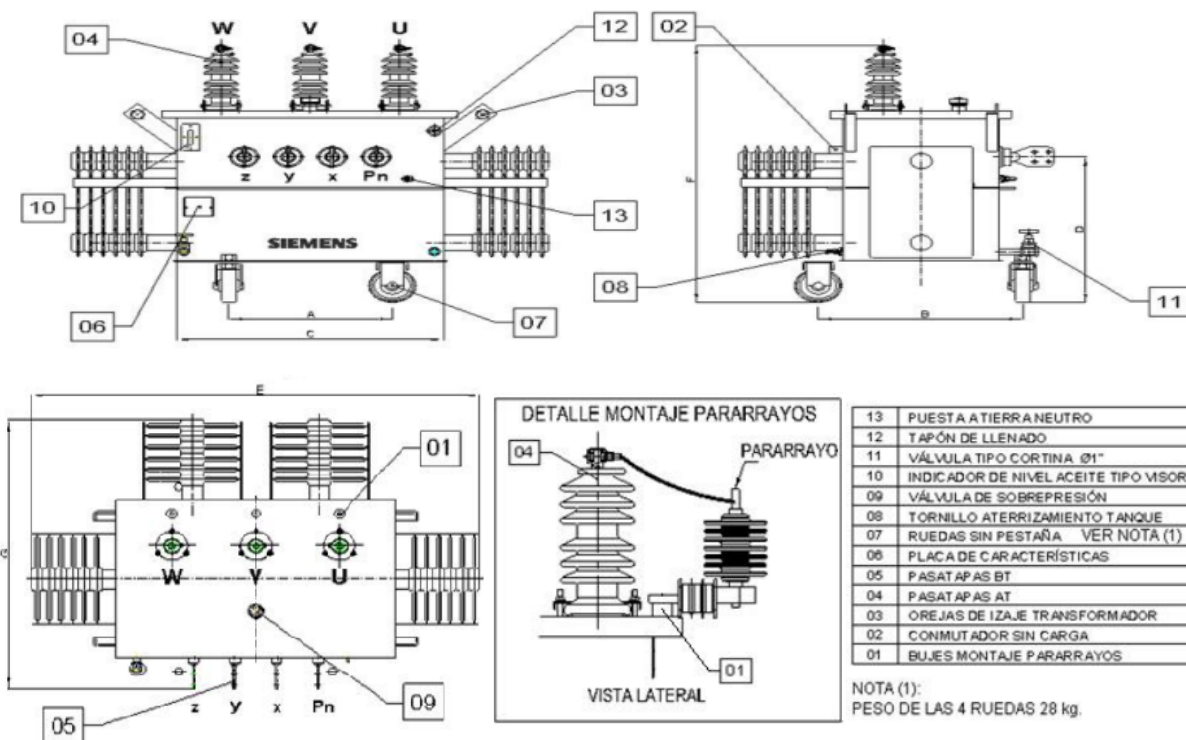 W V U
04
12
02
03
z y x Pn
10
13
SIEMENS
06
07
A
C
F
D
08
11
B
E
01
G
W V U
z y x Pn
05
09
DETALLE MONTAJE PARARRAYOS
04
PARARRAYO
01
VISTA LATERAL
13 PUESTA A TIERRA NEUTRO
12 TAPÓN DE LLENADO
11 VÁLVULA TIPO CORTINA Ø1"
10 INDICADOR DE NIVEL ACEITE TIPO VISOR
09 VÁLVULA DE SOBREPRESIÓN
08 TORNILLO ATERRIZAMIENTO TANQUE
07 RUEDAS SIN PESTAÑA VER NOTA (1)
06 PLACA DE CARACTERÍSTICAS
05 PASATAPAS BT
04 PASATAPAS AT
03 OREJAS DE IZAJE TRANSFORMADOR
02 CONMUTADOR SIN CARGA
01 BUJES MONTAJE PARARRAYOS
NOTA (1):
PESO DE LAS 4 RUEDAS 28 kg.